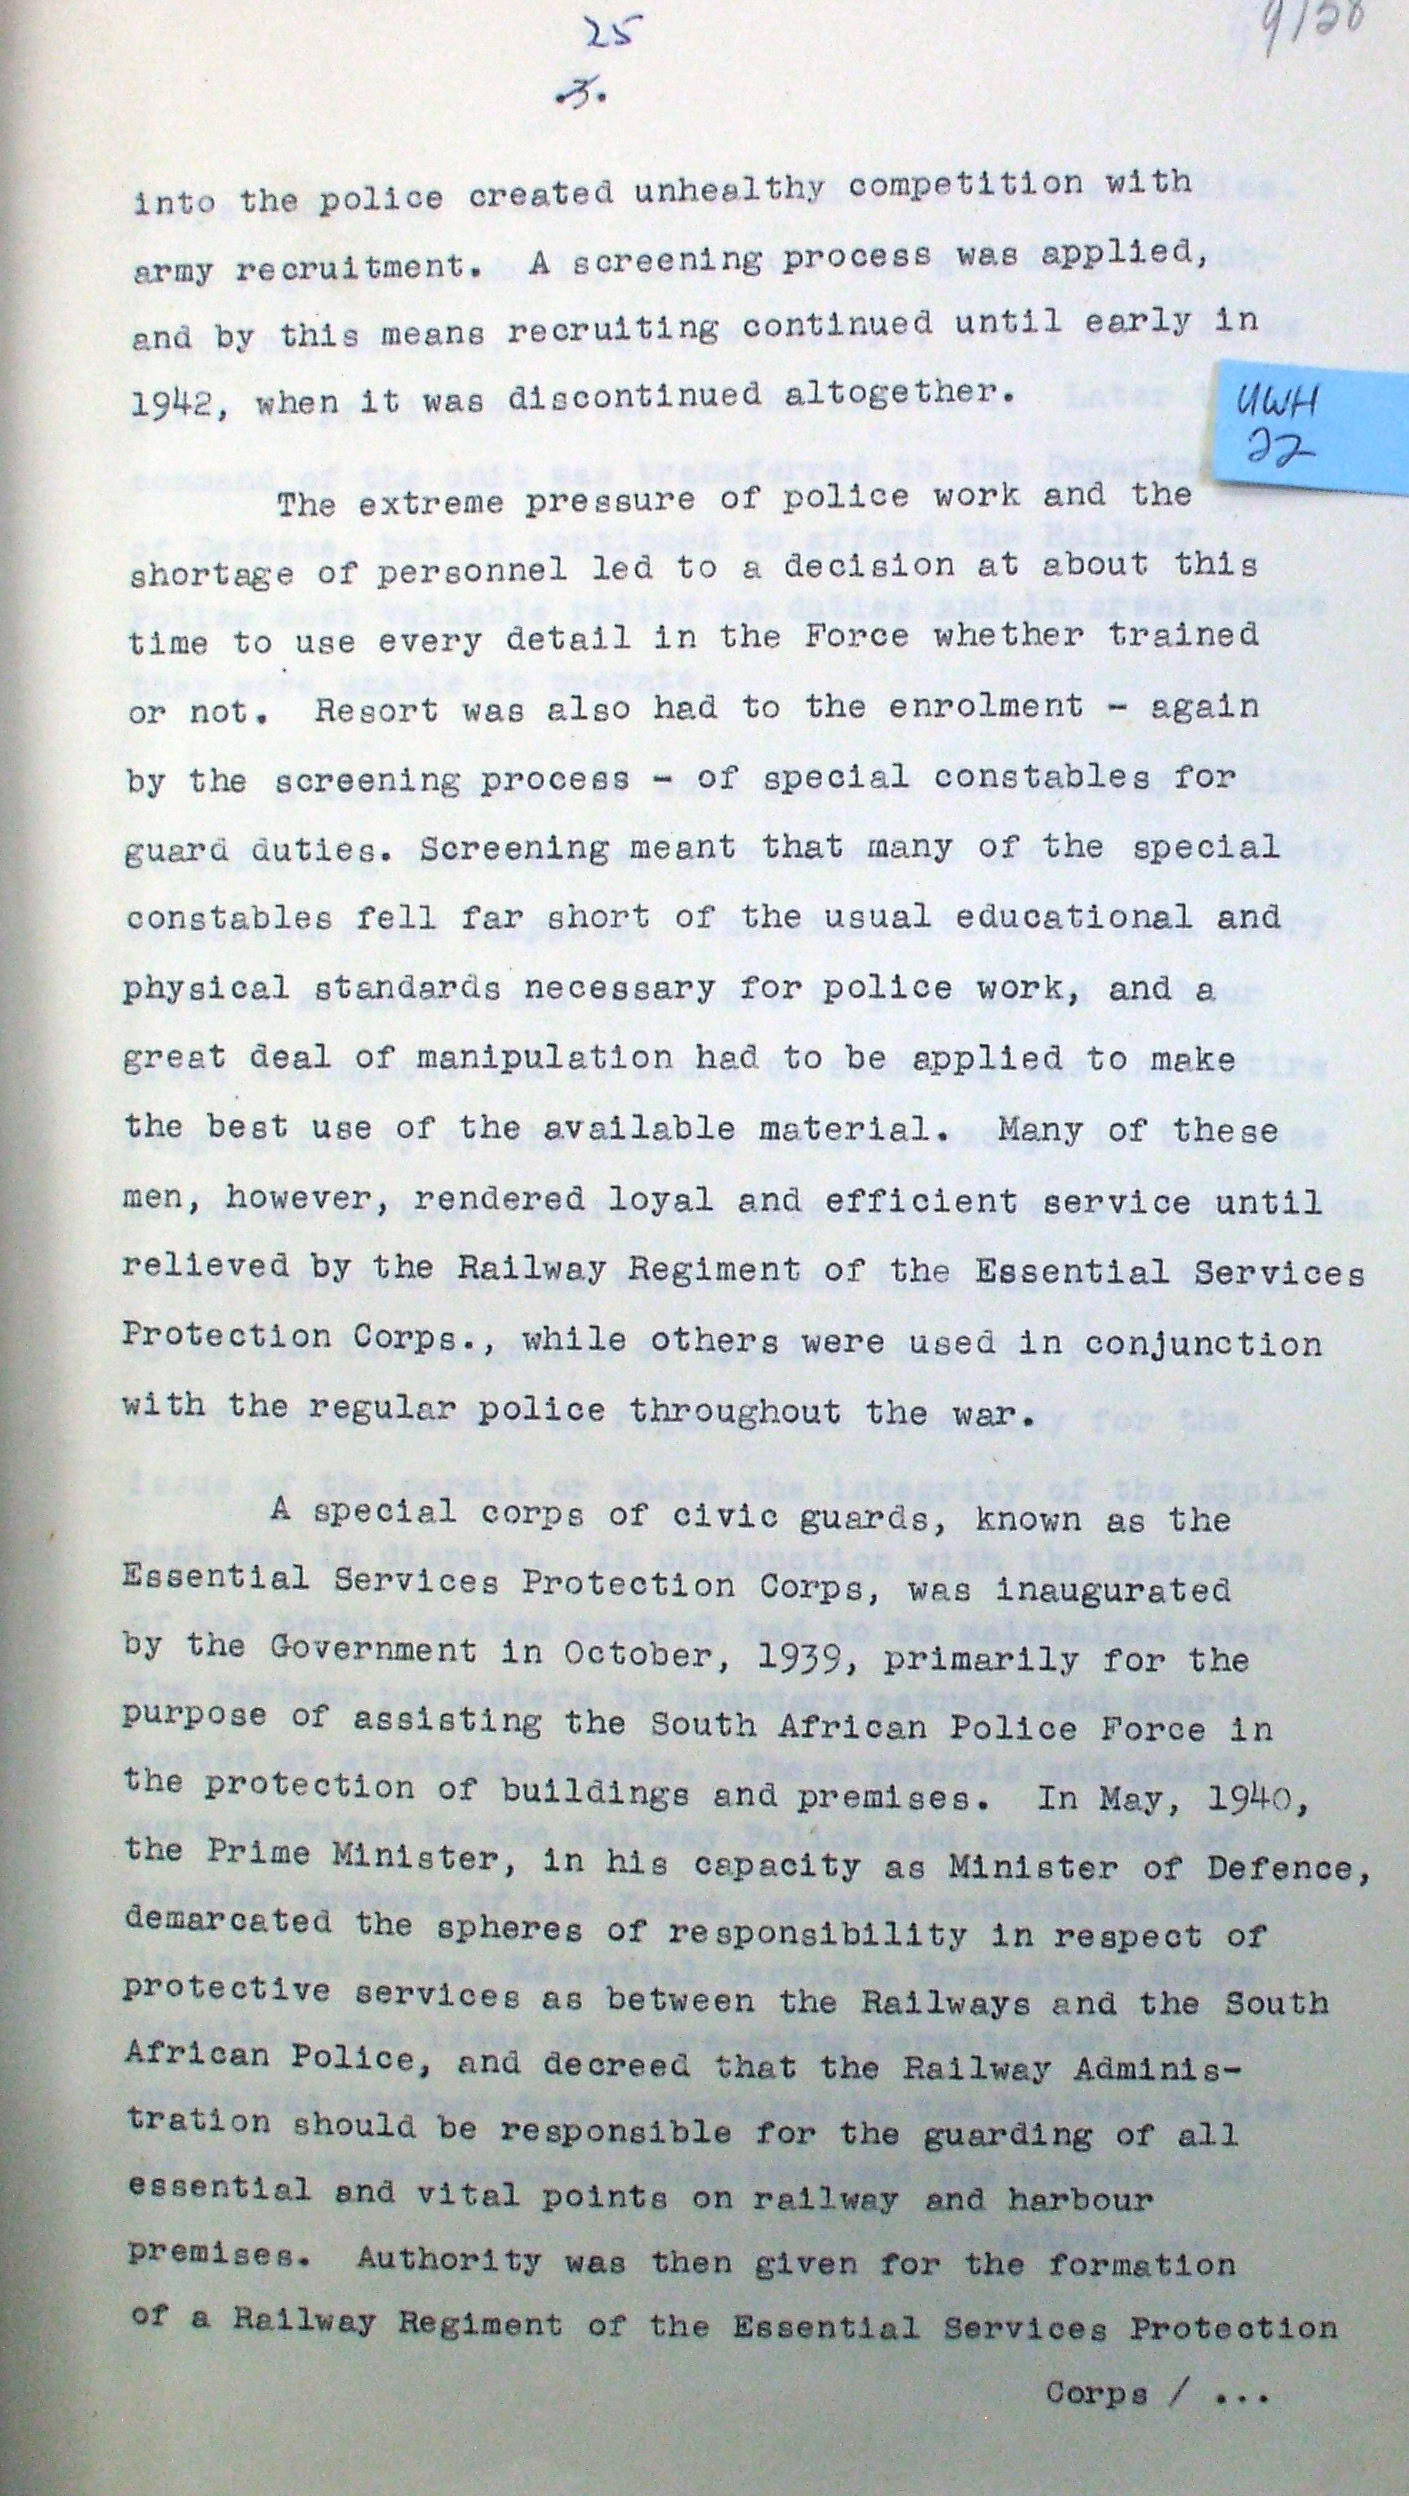 25
9/38
.3.
into the police created unhealthy competition with
army recruitment. A screening process was applied,
and by this means recruiting continued until early in
1942, when it was discontinued altogether.
UWH
22
The extreme pressure of police work and the
shortage of personnel led to a decision at about this
time to use every detail in the Force whether trained
or not. Resort was also had to the enrolment - again
by the screening process - of special constables for
guard duties. Screening meant that many of the special
constables fell far short of the usual educational and
physical standards necessary for police work, and a
great deal of manipulation had to be applied to make
the best use of the available material. Many of these
men, however, rendered loyal and efficient service until
relieved by the Railway Regiment of the Essential Services
Protection Corps., while others were used in conjunction
with the regular police throughout the war.
A special corps of civic guards, known as the
Essential Services Protection Corps, was inaugurated
by the Government in October, 1939, primarily for the
purpose of assisting the South African Police Force in
the protection of buildings and premises. In May, 1940,
the Prime Minister, in his capacity as Minister of Defence,
demarcated the spheres of responsibility in respect of
protective services as between the Railways and the South
African Police, and decreed that the Railway Adminis-
tration should be responsible for the guarding of all
essential and vital points on railway and harbour
premises. Authority was then given for the formation
of a Railway Regiment of the Essential Services Protection
Corps / ...